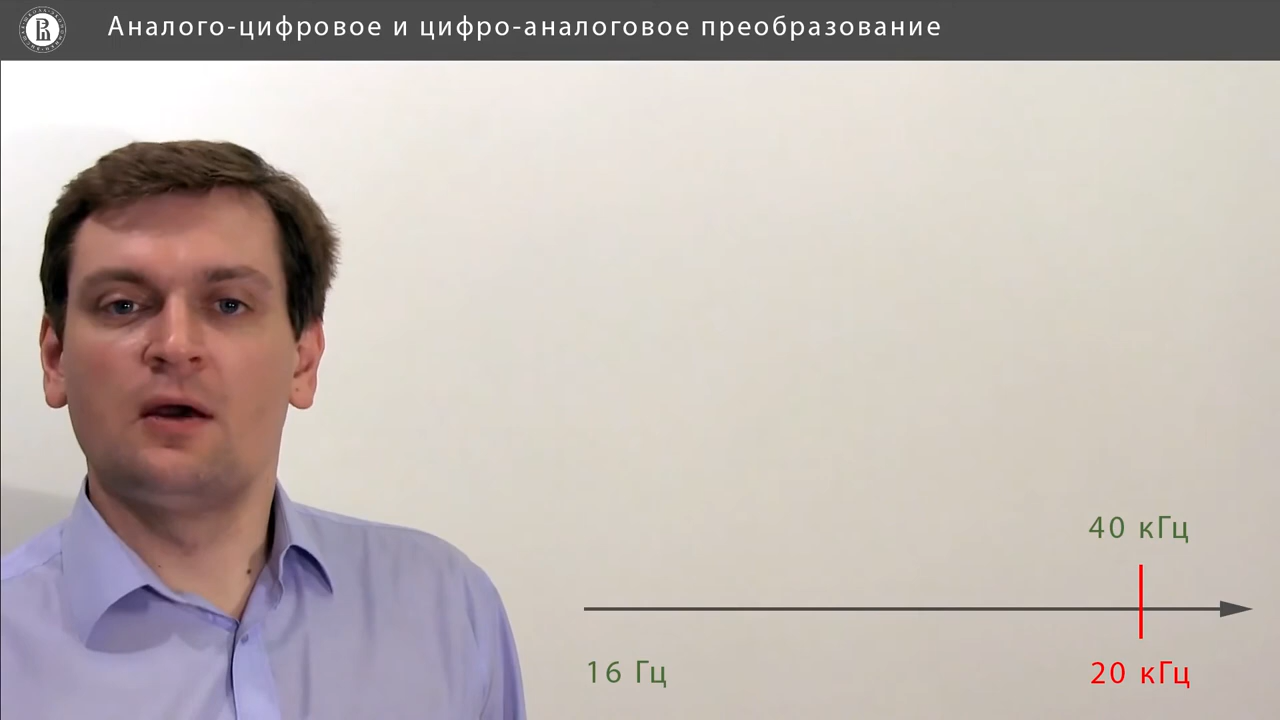 Аналого-цифровое и цифро-аналоговое преобразование
40 кГц
16 Гц
20 кГц